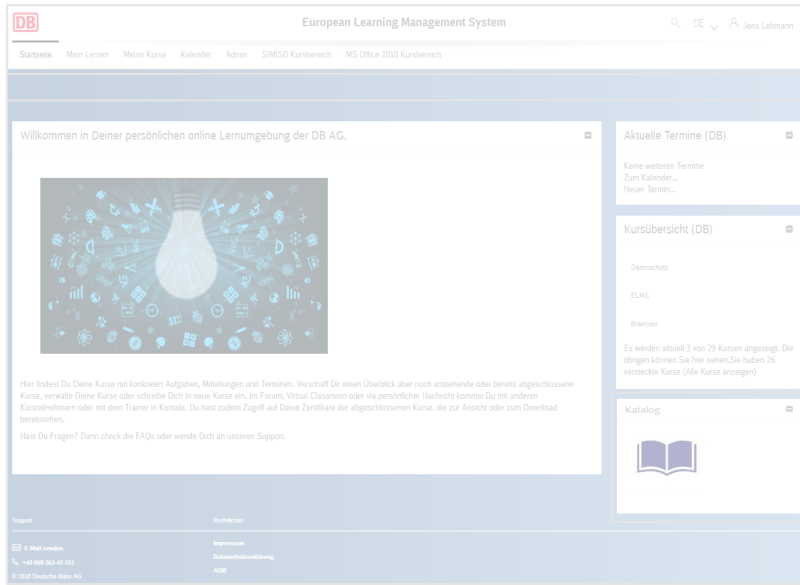 DB
European Learning Management System
DE
Jens Lehmann
Startseite Mein Lernen Meine Kurse Kalender Admin SIMISO Kursbereich MS Office 2010 Kursbereich
Willkommen in Deiner persönlichen online Lernumgebung der DB AG.
Hier findest Du Deine Kurse mit konkreten Aufgaben, Mitteilungen und Terminen. Verschaff Dir einen Überblick über noch anstehende oder bereits abgeschlossene
Kurse, verwalte Deine Kurse oder schreibe Dich in neue Kurse ein. Im Forum, Virtual Classroom oder via persönlicher Nachricht kommst Du mit anderen
Kursteilnehmern oder mit dem Trainer in Kontakt. Du hast zudem Zugriff auf Deine Zertifikate der abgeschlossenen Kurse, die zur Ansicht oder zum Download
bereitstehen.
Hast Du Fragen? Dann check die FAQs oder wende Dich an unseren Support.
Aktuelle Termine (DB)
Keine weiteren Termine
Zum Kalender...
Neuer Termin...
Kursübersicht (DB)
Datenschutz
ELMS
Brainyoo
Es werden aktuell 3 von 29 Kursen angezeigt. Die
übrigen können Sie hier sehen.Sie haben 26
versteckte Kurse (Alle Kurse anzeigen)
Katalog
Support
E-Mail senden
+49 069 265-43 555
© 2018 Deutsche Bahn AG
Rechtliches
Impressum
Datenschutzerklärung
AGB